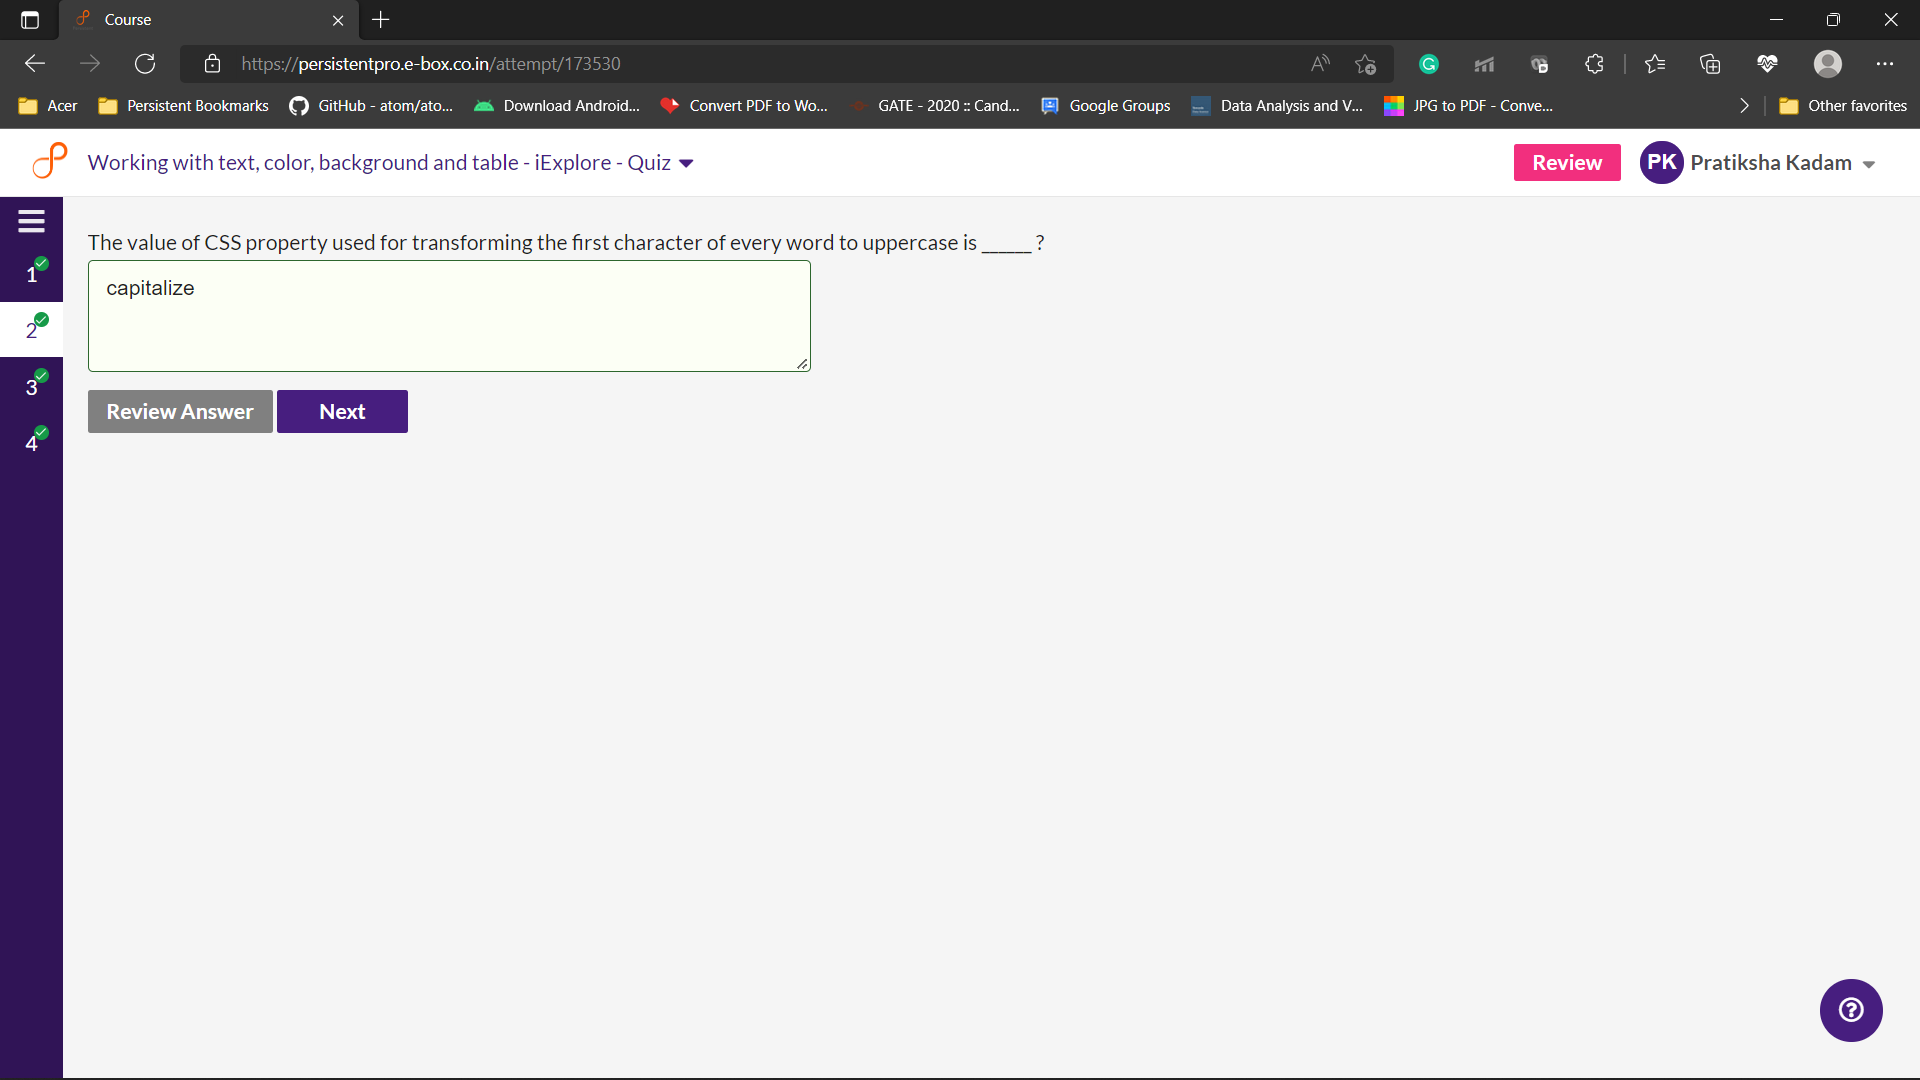 Course
https://persistentpro.e-box.co.in/attempt/173530
Acer
Persistent Bookmarks
GitHub - atom/ato...
Download Android...
Convert PDF to Wo...
GATE - 2020 :: Cand...
Google Groups
Data Analysis and V...
JPG to PDF - Conve...
Other favorites
Working with text, color, background and table - iExplore - Quiz
Review
PK
Pratiksha Kadam
The value of CSS property used for transforming the first character of every word to uppercase is _____ ?
1
capitalize
2
3
Review Answer
Next
4